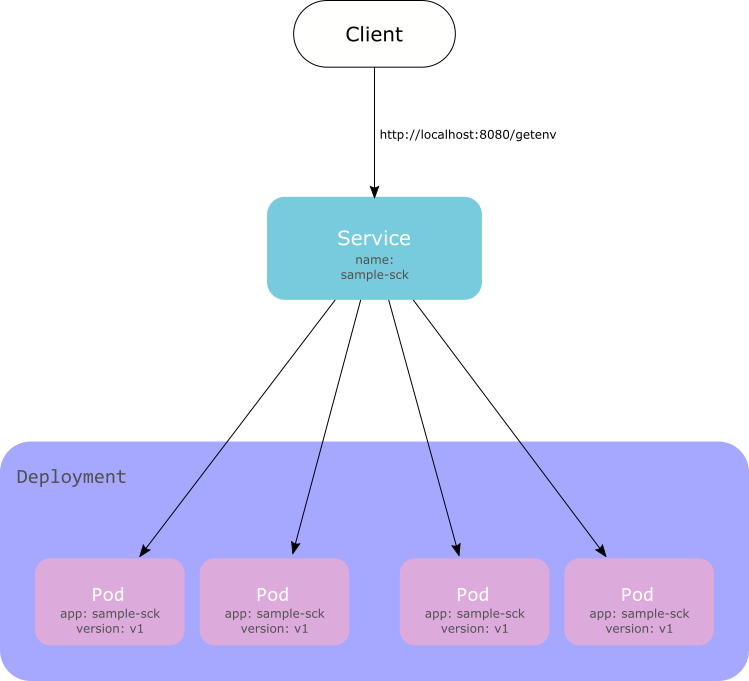 Client
http://localhost:8080/getenv
Service
name:
sample-sck
Deployment
Pod
app: sample-sck
version: v1
Pod
app: sample-sck
version: v1
Pod
app: sample-sck
version: v1
Pod
app: sample-sck
version: v1